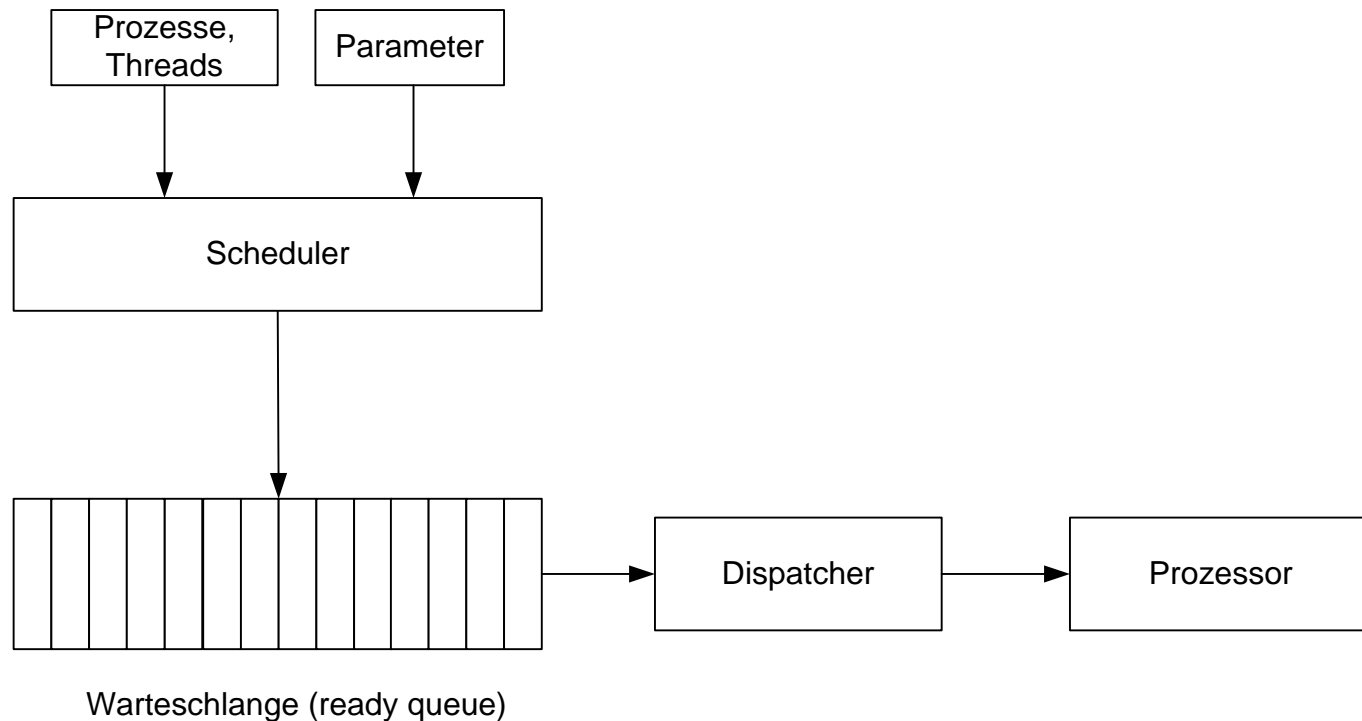 Prozesse,
Threads
Parameter
Scheduler
Dispatcher
Prozessor
Warteschlange (ready queue)